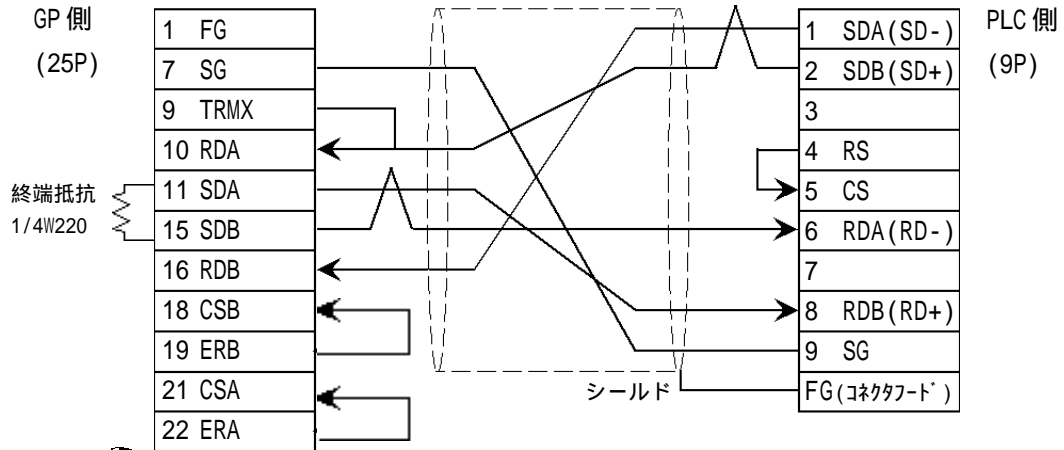 GP 側
(25P)
1 FG
7 SG
9 TRMX
10 RDA
11 SDA
15 SDB
16 RDB
18 CSB
19 ERB
21 CSA
22 ERA
終端抵抗
1/4W220
シールド
1 SDA(SD-)
2 SDB(SD+)
3
4 RS
5 CS
6 RDA(RD-)
7
8 RDB(RD+)
9 SG
FG(ｺﾈｸﾀﾌｰﾄﾞ)
PLC 側
(9P)